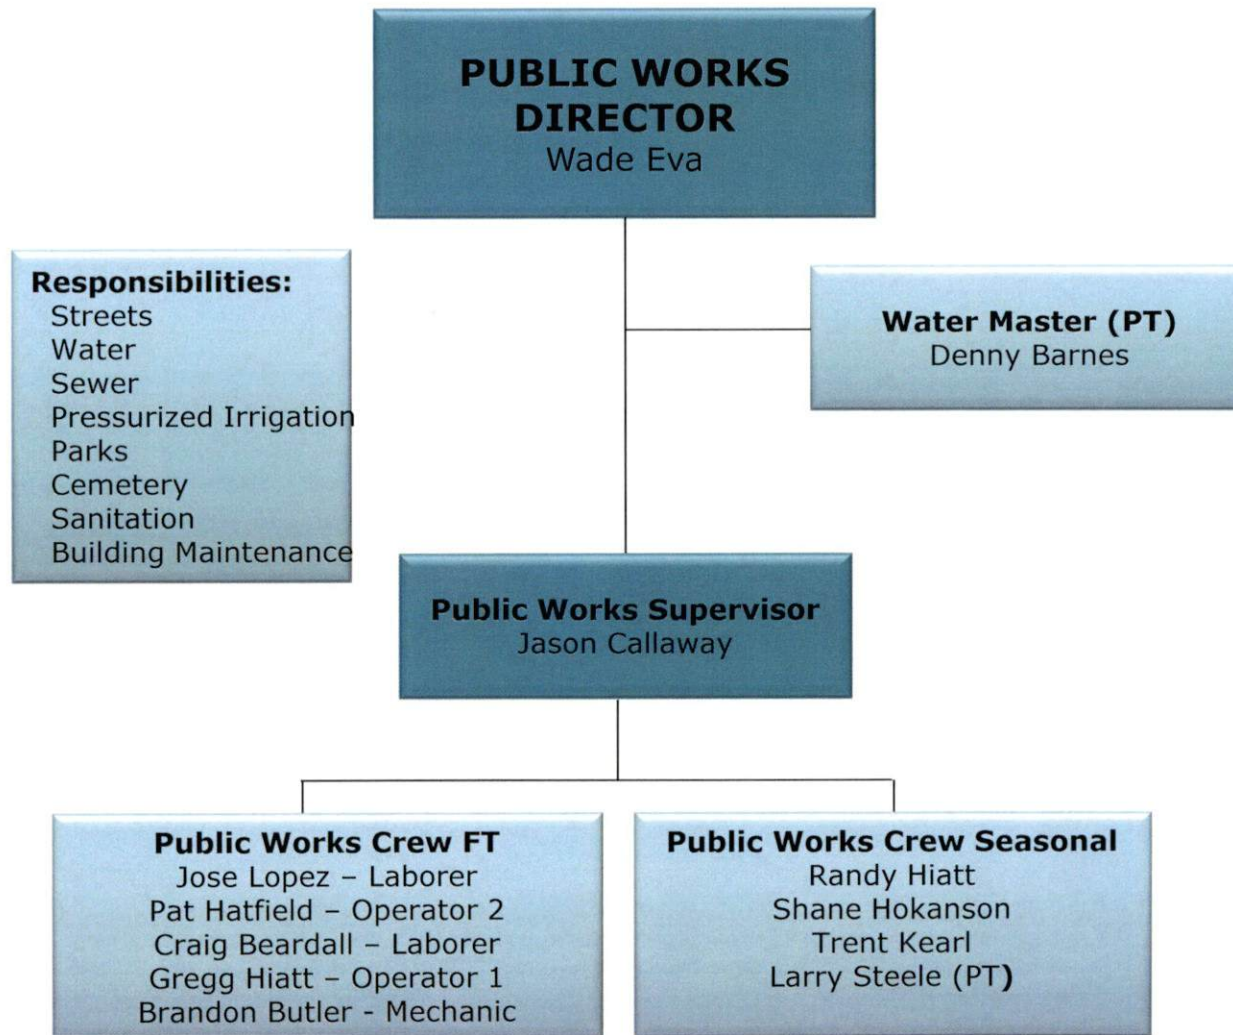 PUBLIC WORKS
DIRECTOR
Wade Eva
Responsibilities:
Streets
Water
Sewer
Pressurized Irrigation
Parks
Cemetery
Sanitation
Building Maintenance
Water Master (PT)
Denny Barnes
Public Works Supervisor
Jason Callaway
Public Works Crew FT
Jose Lopez – Laborer
Pat Hatfield – Operator 2
Craig Beardall – Laborer
Gregg Hiatt – Operator 1
Brandon Butler - Mechanic
Public Works Crew Seasonal
Randy Hiatt
Shane Hokanson
Trent Kearl
Larry Steele (PT)